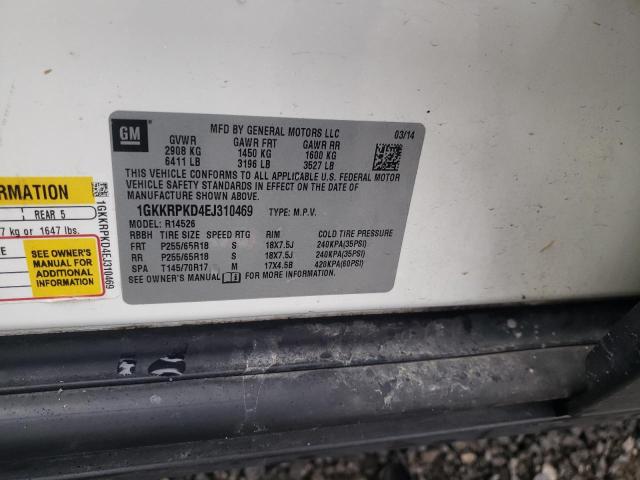 GM
MFD BY GENERAL MOTORS LLC 03/14
GVWR GAWR FRT GAWR RR
2908 KG 1450 KG 1600 KG
6411 LB 3196 LB 3527 LB
THIS VEHICLE CONFORMS TO ALL APPLICABLE U.S. FEDERAL MOTOR
VEHICLE SAFETY STANDARDS IN EFFECT ON THE DATE OF
MANUFACTURE SHOWN ABOVE.
1GKKRPKD4EJ310469 TYPE: M.P.V.
MODEL: R14526
RBBH TIRE SIZE SPEED RTG RIM COLD TIRE PRESSURE
FRT P255/65R18 S 18X7.5J 240KPA(35PSI)
RR P255/65R18 S 18X7.5J 240KPA(35PSI)
SPA T145/70R17 M 17X4.5B 420KPA(60PSI)
SEE OWNER'S MANUAL FOR MORE INFORMATION.
ORMATION
REAR 5
7 kg or 1647 lbs.
E
SEE OWNER'S
MANUAL FOR
ADDITIONAL
INFORMATION
1GKKRPKD4EJ310469